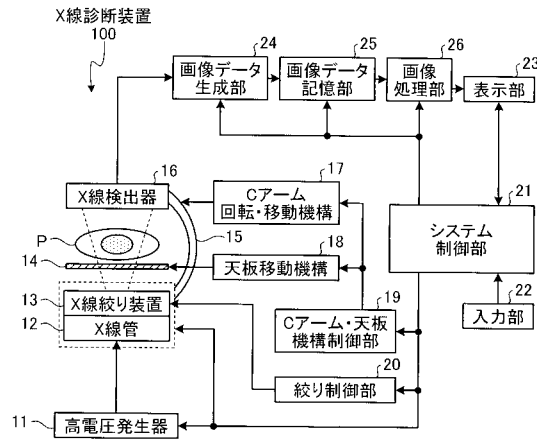 X線診断装置
100
24
画像データ
生成部
25
画像データ
記憶部
26
画像
処理部
23
表示部
16
X線検出器
17
Cアーム
回転・移動機構
15
21
システム
制御部
P
14
18
天板移動機構
13
X線絞り装置
12
X線管
19
Cアーム・天板
機構制御部
22
入力部
20
絞り制御部
11
高電圧発生器